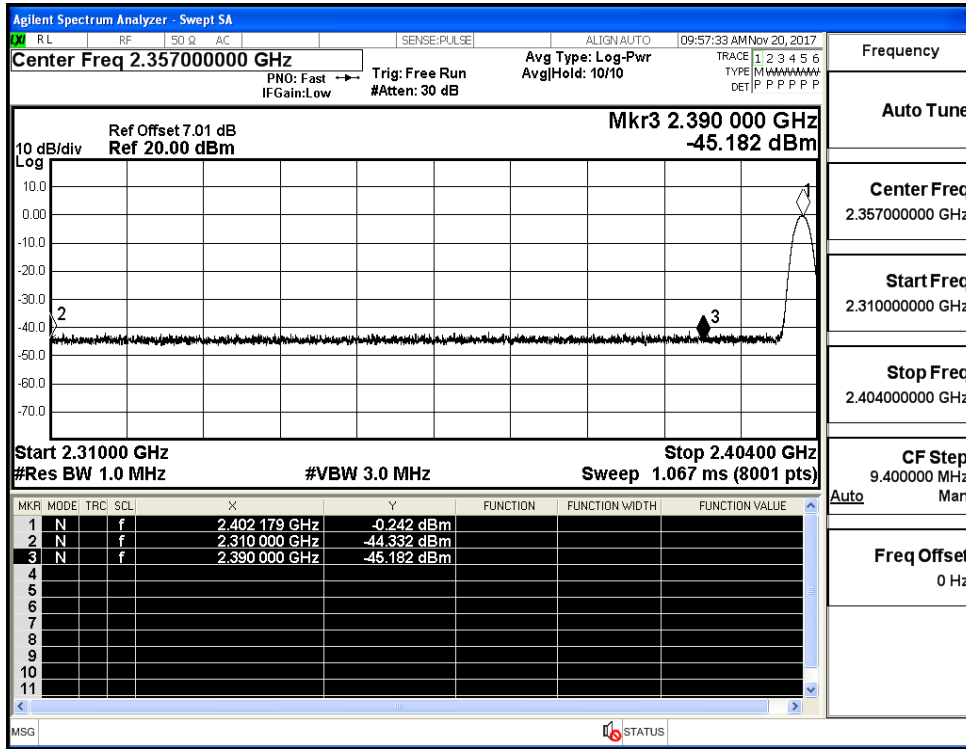 Agilent Spectrum Analyzer - Swept SA
LXI RL RF 50 Ω AC SENSE:PULSE ALIGN AUTO 09:57:33 AM Nov 20, 2017
Center Freq 2.357000000 GHz
PNO: Fast
IFGain:Low
Trig: Free Run
#Atten: 30 dB
Avg Type: Log-Pwr
Avg|Hold: 10/10
TRACE 1 2 3 4 5 6
TYPE M WWWWW
DET P P P P P P
Ref Offset 7.01 dB
10 dB/div Ref 20.00 dBm
Log
Mkr3 2.390 000 GHz
-45.182 dBm
10.0
0.00
-10.0
-20.0
-30.0
-40.0
-50.0
-60.0
-70.0
1
2
3
Start 2.31000 GHz Stop 2.40400 GHz
#Res BW 1.0 MHz #VBW 3.0 MHz Sweep 1.067 ms (8001 pts)
MKR MODE TRC SCL X Y FUNCTION FUNCTION WIDTH FUNCTION VALUE
1 N f 2.402 179 GHz -0.242 dBm
2 N f 2.310 000 GHz -44.332 dBm
3 N f 2.390 000 GHz -45.182 dBm
4
5
6
7
8
9
10
11
MSG STATUS
Frequency
Auto Tune
Center Freq
2.357000000 GHz
Start Freq
2.310000000 GHz
Stop Freq
2.404000000 GHz
CF Step
9.400000 MHz
Auto Man
Freq Offset
0 Hz